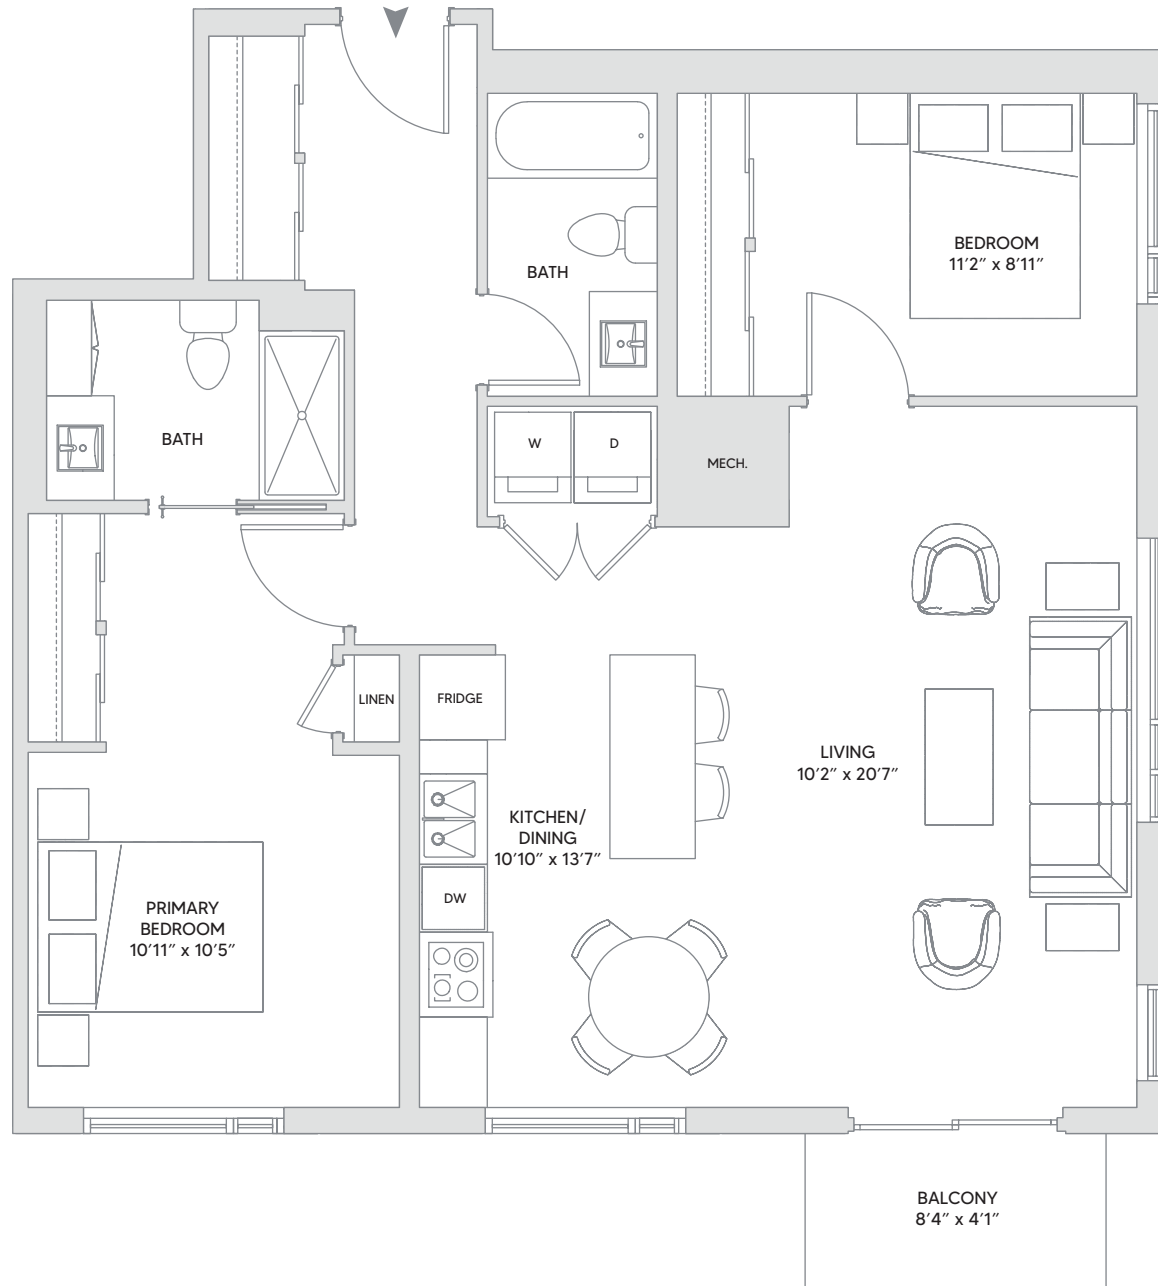 BEDROOM
11′2″ x 8′11″
BATH
BATH
W
D
MECH.
LINEN
FRIDGE
LIVING
10′2″ x 20′7″
KITCHEN/
DINING
10′10″ x 13′7″
DW
PRIMARY
BEDROOM
10′11″ x 10′5″
BALCONY
8′4″ x 4′1″